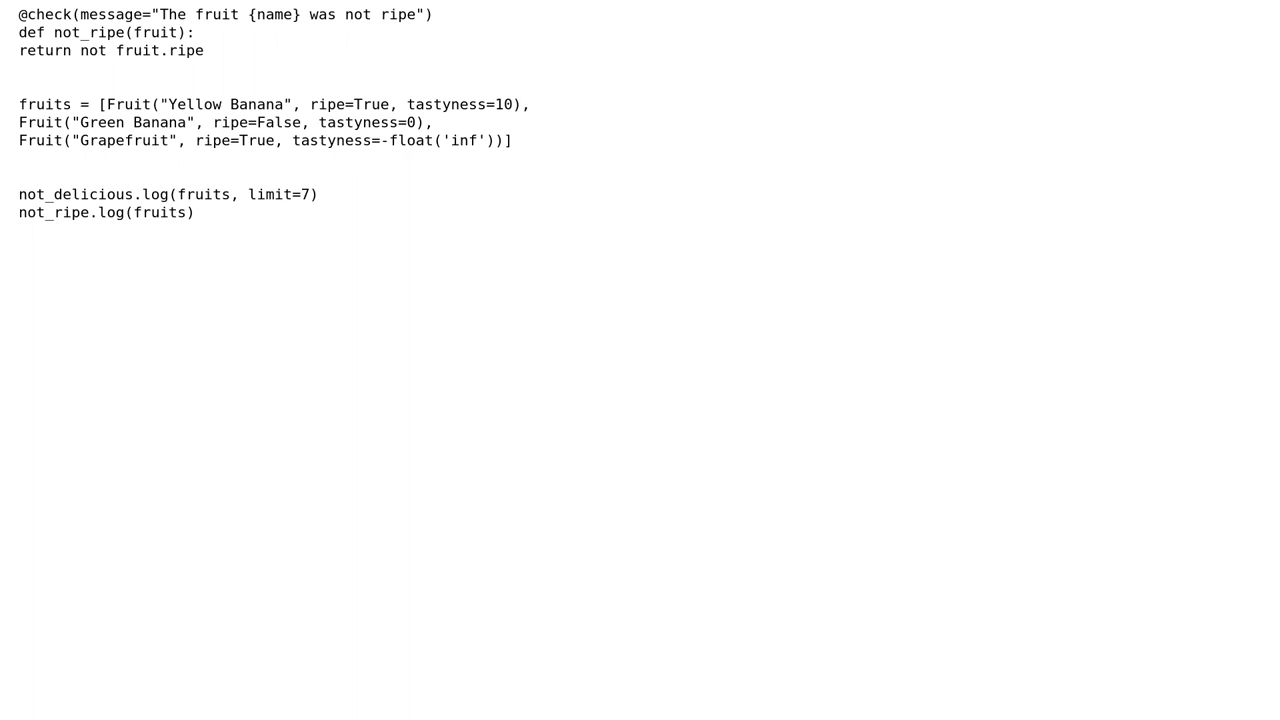 @check(message="The fruit {name} was not ripe")
def not_ripe(fruit):
return not fruit.ripe
fruits = [Fruit("Yellow Banana", ripe=True, tastyness=10),
Fruit("Green Banana", ripe=False, tastyness=0),
Fruit("Grapefruit", ripe=True, tastyness=-float('inf'))]
not_delicious.log(fruits, limit=7)
not_ripe.log(fruits)